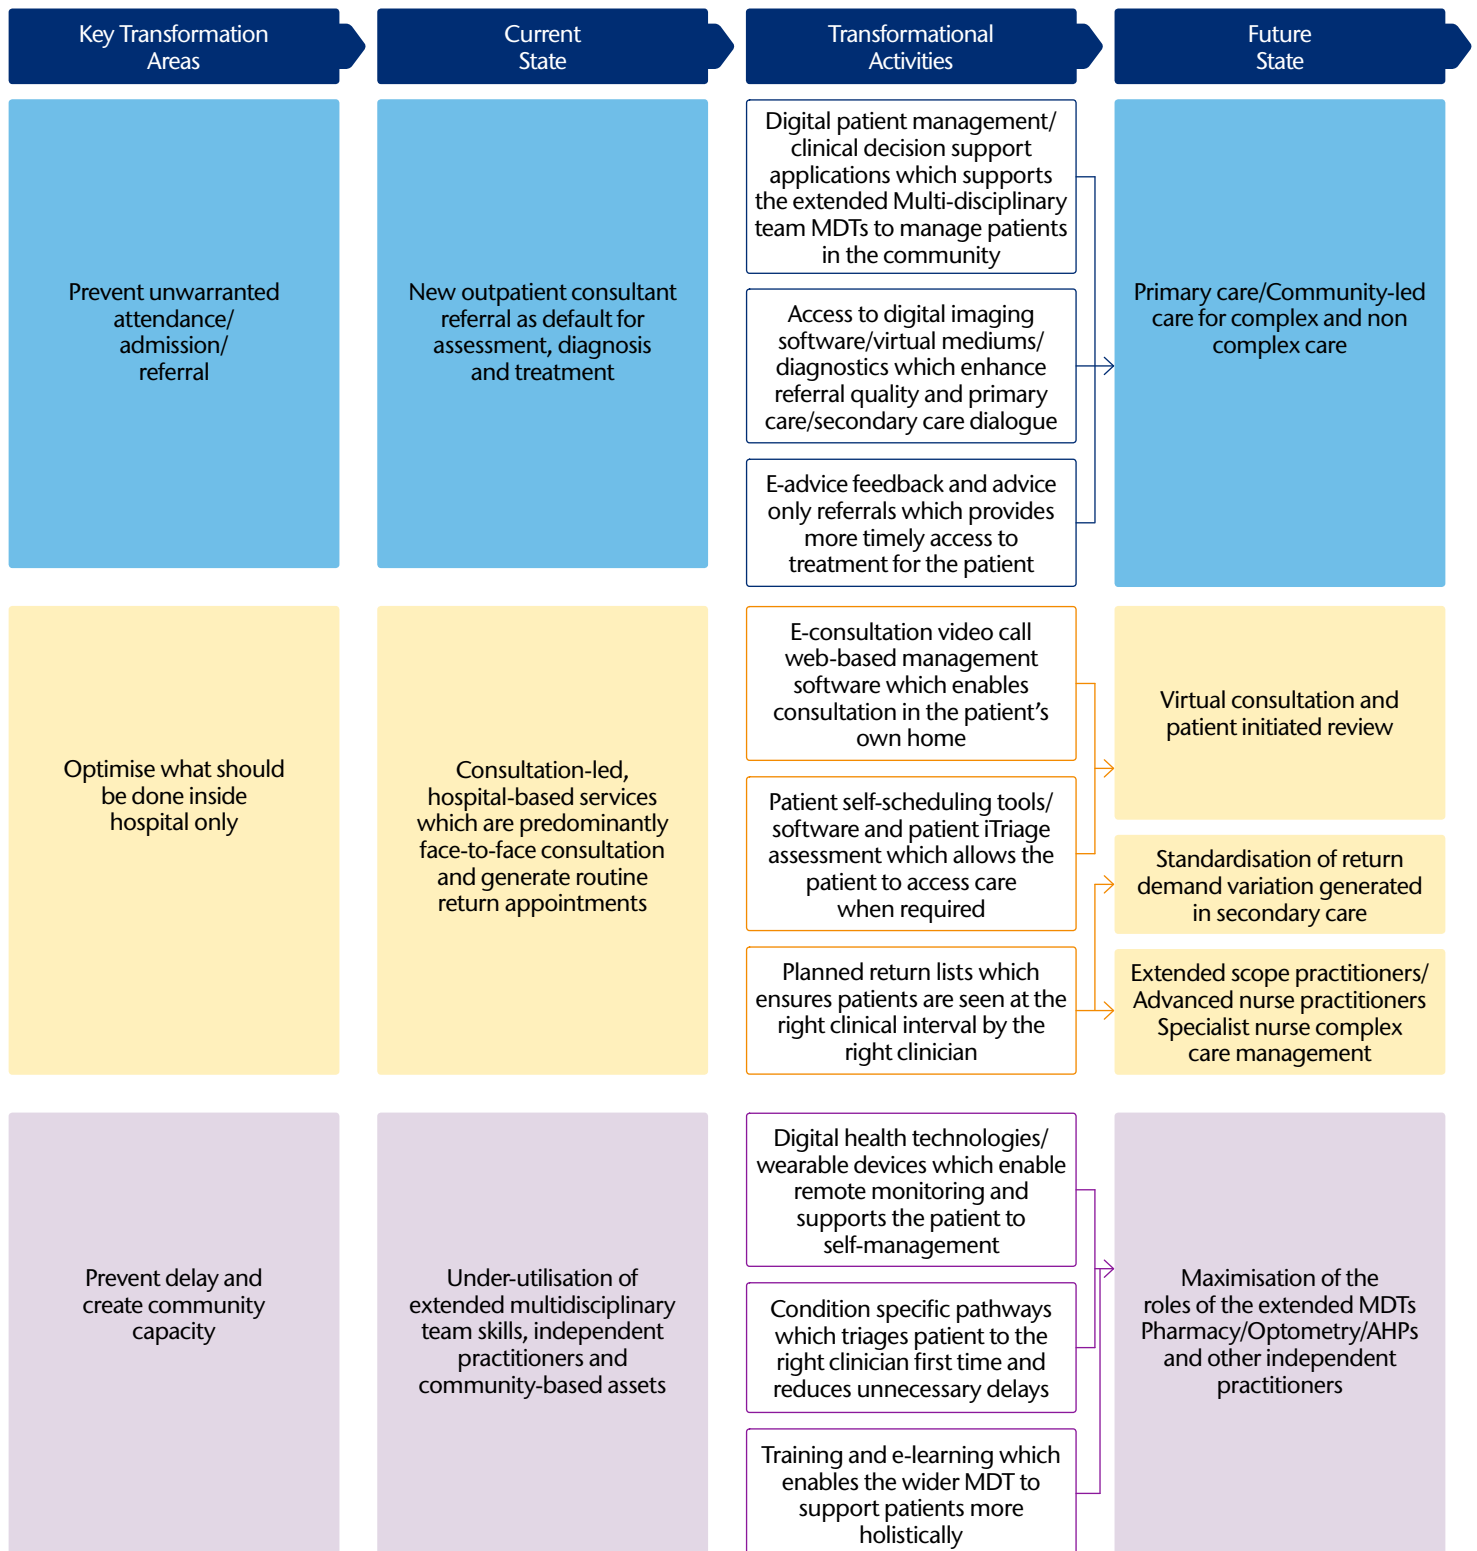 Key Transformation
Areas
Current
State
Transformational
Activities
Future
State
Prevent unwarranted
attendance/
admission/
referral
New outpatient consultant
referral as default for
assessment, diagnosis
and treatment
Digital patient management/
clinical decision support
applications which supports
the extended Multi-disciplinary
team MDTs to manage patients
in the community
Access to digital imaging
software/virtual mediums/
diagnostics which enhance
referral quality and primary
care/secondary care dialogue
E-advice feedback and advice
only referrals which provides
more timely access to
treatment for the patient
Primary care/Community-led
care for complex and non
complex care
Optimise what should
be done inside
hospital only
Consultation-led,
hospital-based services
which are predominantly
face-to-face consultation
and generate routine
return appointments
E-consultation video call
web-based management
software which enables
consultation in the patient’s
own home
Patient self-scheduling tools/
software and patient iTriage
assessment which allows the
patient to access care
when required
Planned return lists which
ensures patients are seen at the
right clinical interval by the
right clinician
Virtual consultation and
patient initiated review
Standardisation of return
demand variation generated
in secondary care
Extended scope practitioners/
Advanced nurse practitioners
Specialist nurse complex
care management
Prevent delay and
create community
capacity
Under-utilisation of
extended multidisciplinary
team skills, independent
practitioners and
community-based assets
Digital health technologies/
wearable devices which enable
remote monitoring and
supports the patient to
self-management
Condition specific pathways
which triages patient to the
right clinician first time and
reduces unnecessary delays
Training and e-learning which
enables the wider MDT to
support patients more
holistically
Maximisation of the
roles of the extended MDTs
Pharmacy/Optometry/AHPs
and other independent
practitioners